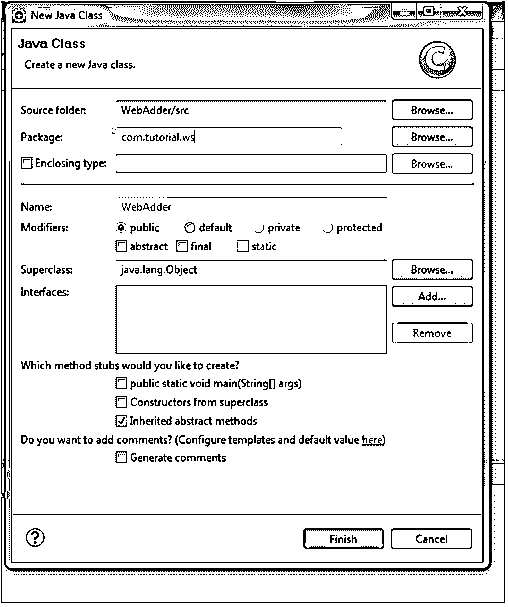 New Java Class
Java Class
Create a new Java class.
Source folder: WebAdder/src Browse...
Package: com.tutorial.ws Browse...
Enclosing type: Browse...
Name: WebAdder
Modifiers: public default private protected
abstract final static
Superclass: java.lang.Object Browse...
Interfaces: Add...
Remove
Which method stubs would you like to create?
public static void main(String[] args)
Constructors from superclass
Inherited abstract methods
Do you want to add comments? (Configure templates and default value here)
Generate comments
? Finish Cancel